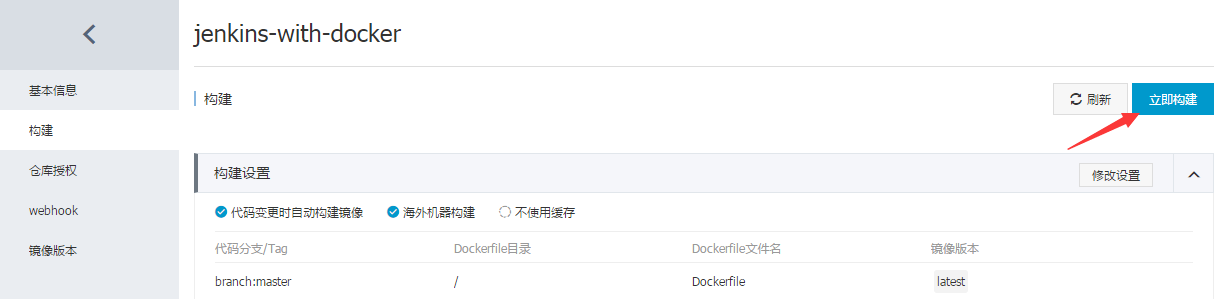 jenkins-with-docker
基本信息
构建
仓库授权
webhook
镜像版本
构建
刷新
立即构建
构建设置
修改设置
代码变更时自动构建镜像 海外机器构建 不使用缓存
代码分支/Tag Dockerfile目录 Dockerfile文件名 镜像版本
branch:master / Dockerfile latest